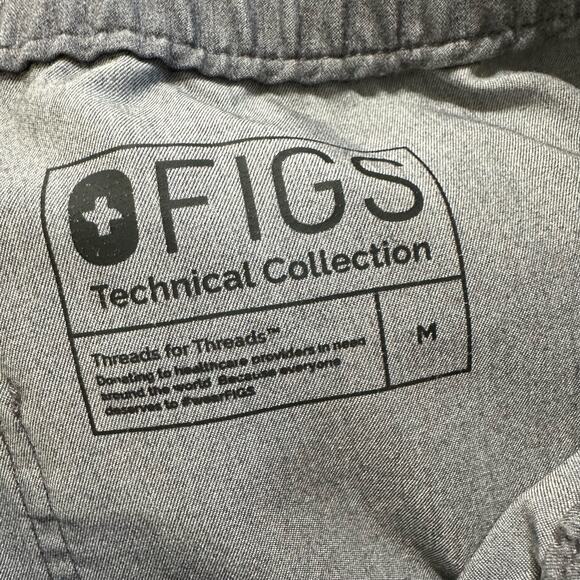 FIGS
Technical Collection
Threads for Threads™
Donating to healthcare providers in need
around the world. Because everyone
deserves to #wearFIGS
M